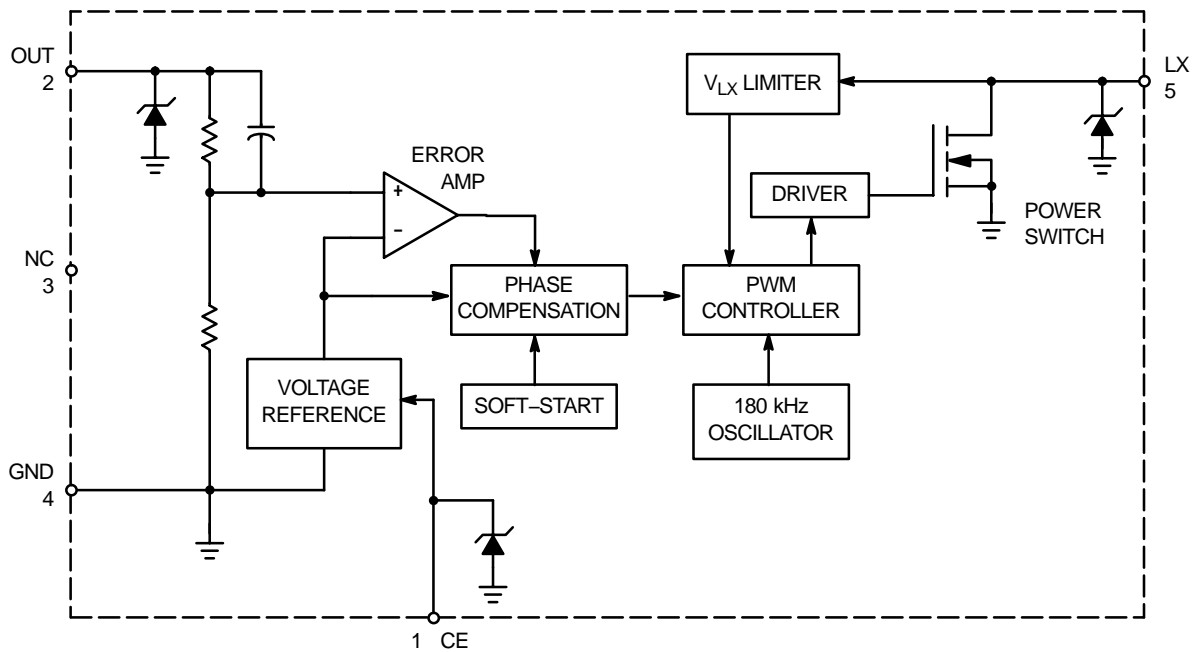 OUT
2
LX
5
V_LX LIMITER
ERROR
AMP
+
−
DRIVER
POWER
SWITCH
NC
3
PHASE
COMPENSATION
PWM
CONTROLLER
VOLTAGE
REFERENCE
SOFT–START
180 kHz
OSCILLATOR
GND
4
1 CE